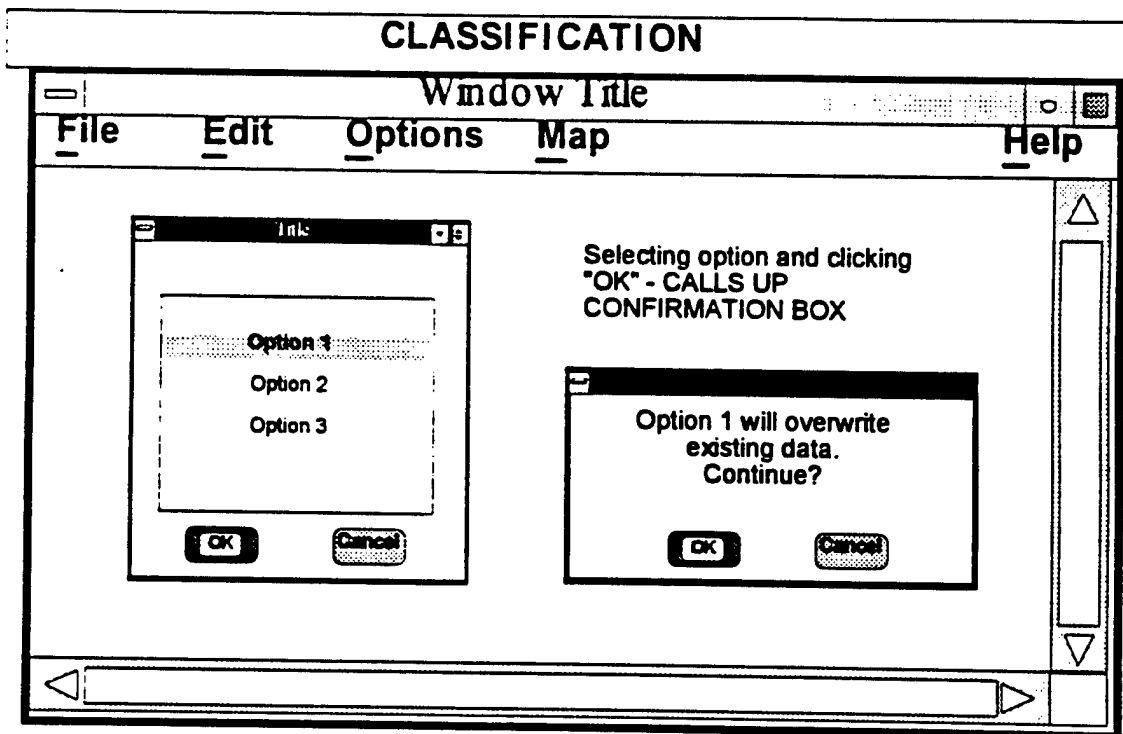 CLASSIFICATION
Window Title
File Edit Options Map Help
Title
Option 1
Option 2
Option 3
OK Cancel
Selecting option and clicking
"OK" - CALLS UP
CONFIRMATION BOX
Option 1 will overwrite
existing data.
Continue?
OK Cancel